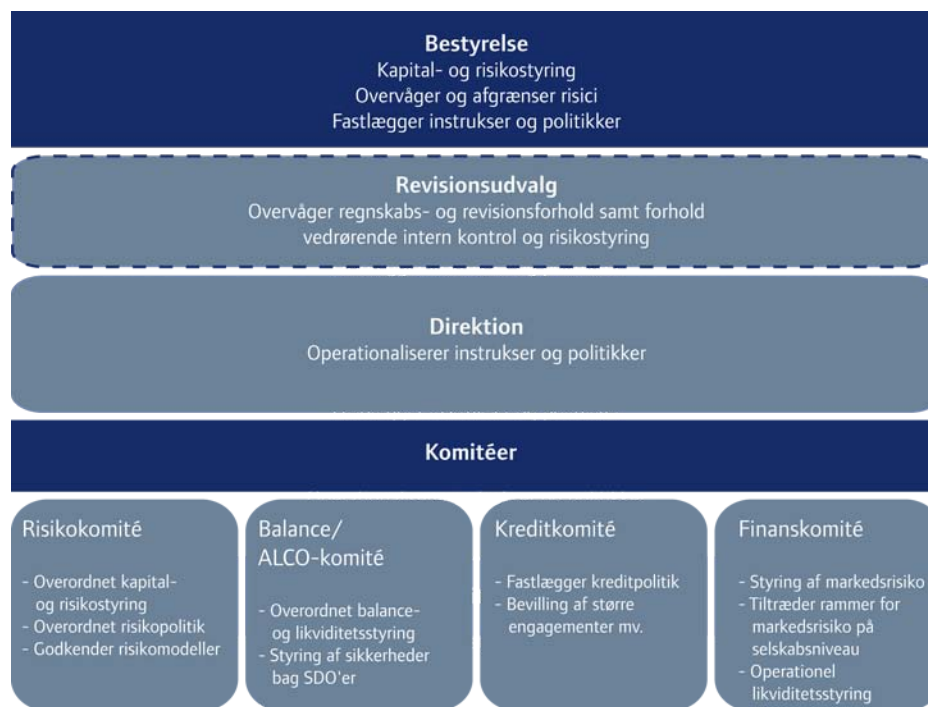 Bestyrelse
Kapital- og risikostyring
Overvåger og afgrænser risici
Fastlægger instrukser og politikker
Revisionsudvalg
Overvåger regnskabs- og revisionsforhold samt forhold
vedrørende intern kontrol og risikostyring
Direktion
Operationaliserer instrukser og politikker
Komitéer
Risikokomité
- Overordnet kapital-
og risikostyring
- Overordnet risikopolitik
- Godkender risikomodeller
Balance/
ALCO-komité
- Overordnet balance-
og likviditetsstyring
- Styring af sikkerheder
bag SDO'er
Kreditkomité
- Fastlægger kreditpolitik
- Bevilling af større
engagementer mv.
Finanskomité
- Styring af markedsrisiko
- Tiltræder rammer for
markedsrisiko på
selskabsniveau
- Operationel
likviditetsstyring